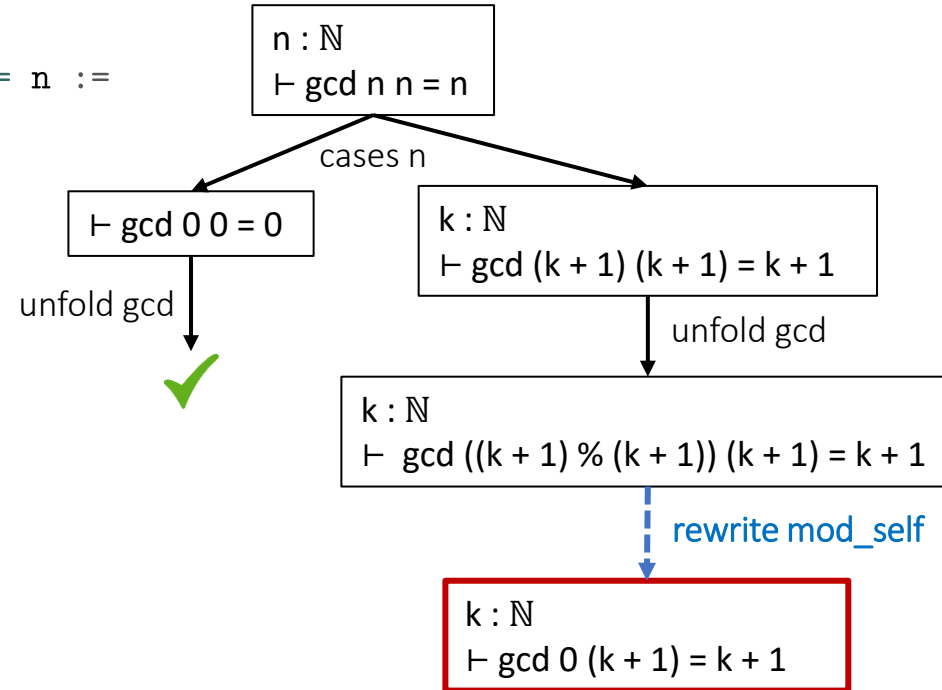 n : ℕ
= n :=
⊢ gcd n n = n
cases n
⊢ gcd 0 0 = 0
k : ℕ
⊢ gcd (k + 1) (k + 1) = k + 1
unfold gcd
unfold gcd
k : ℕ
⊢ gcd ((k + 1) % (k + 1)) (k + 1) = k + 1
rewrite mod_self
k : ℕ
⊢ gcd 0 (k + 1) = k + 1